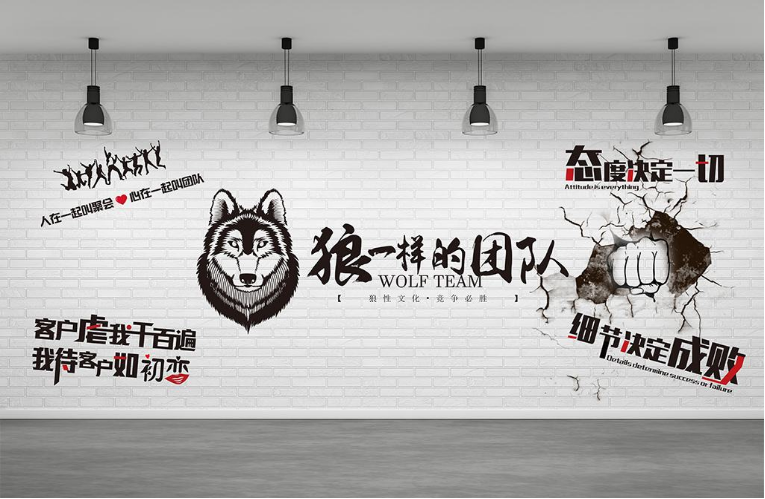 人在一起叫聚会 心在一起叫团队
狼一样的团队
WOLF TEAM
【 狼性文化·竞争必胜 】
态度决定一切
Attitude is everything
客户虐我千百遍
我待客户如初恋
细节决定成败
Details determine success or failure